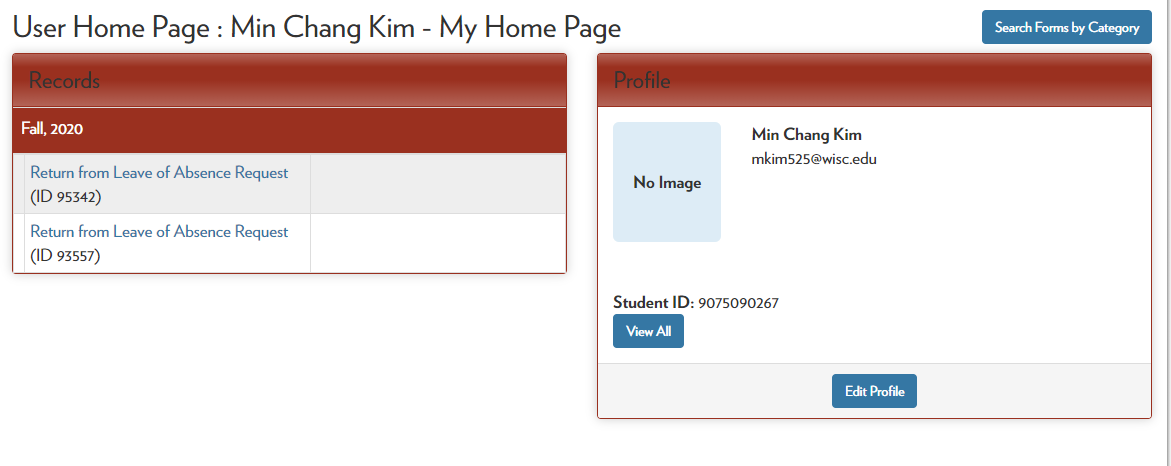 User Home Page : Min Chang Kim - My Home Page
Search Forms by Category
Records
Fall, 2020
Return from Leave of Absence Request
(ID 95342)
Return from Leave of Absence Request
(ID 93557)
Profile
No Image
Min Chang Kim
mkim525@wisc.edu
Student ID: 9075090267
View All
Edit Profile